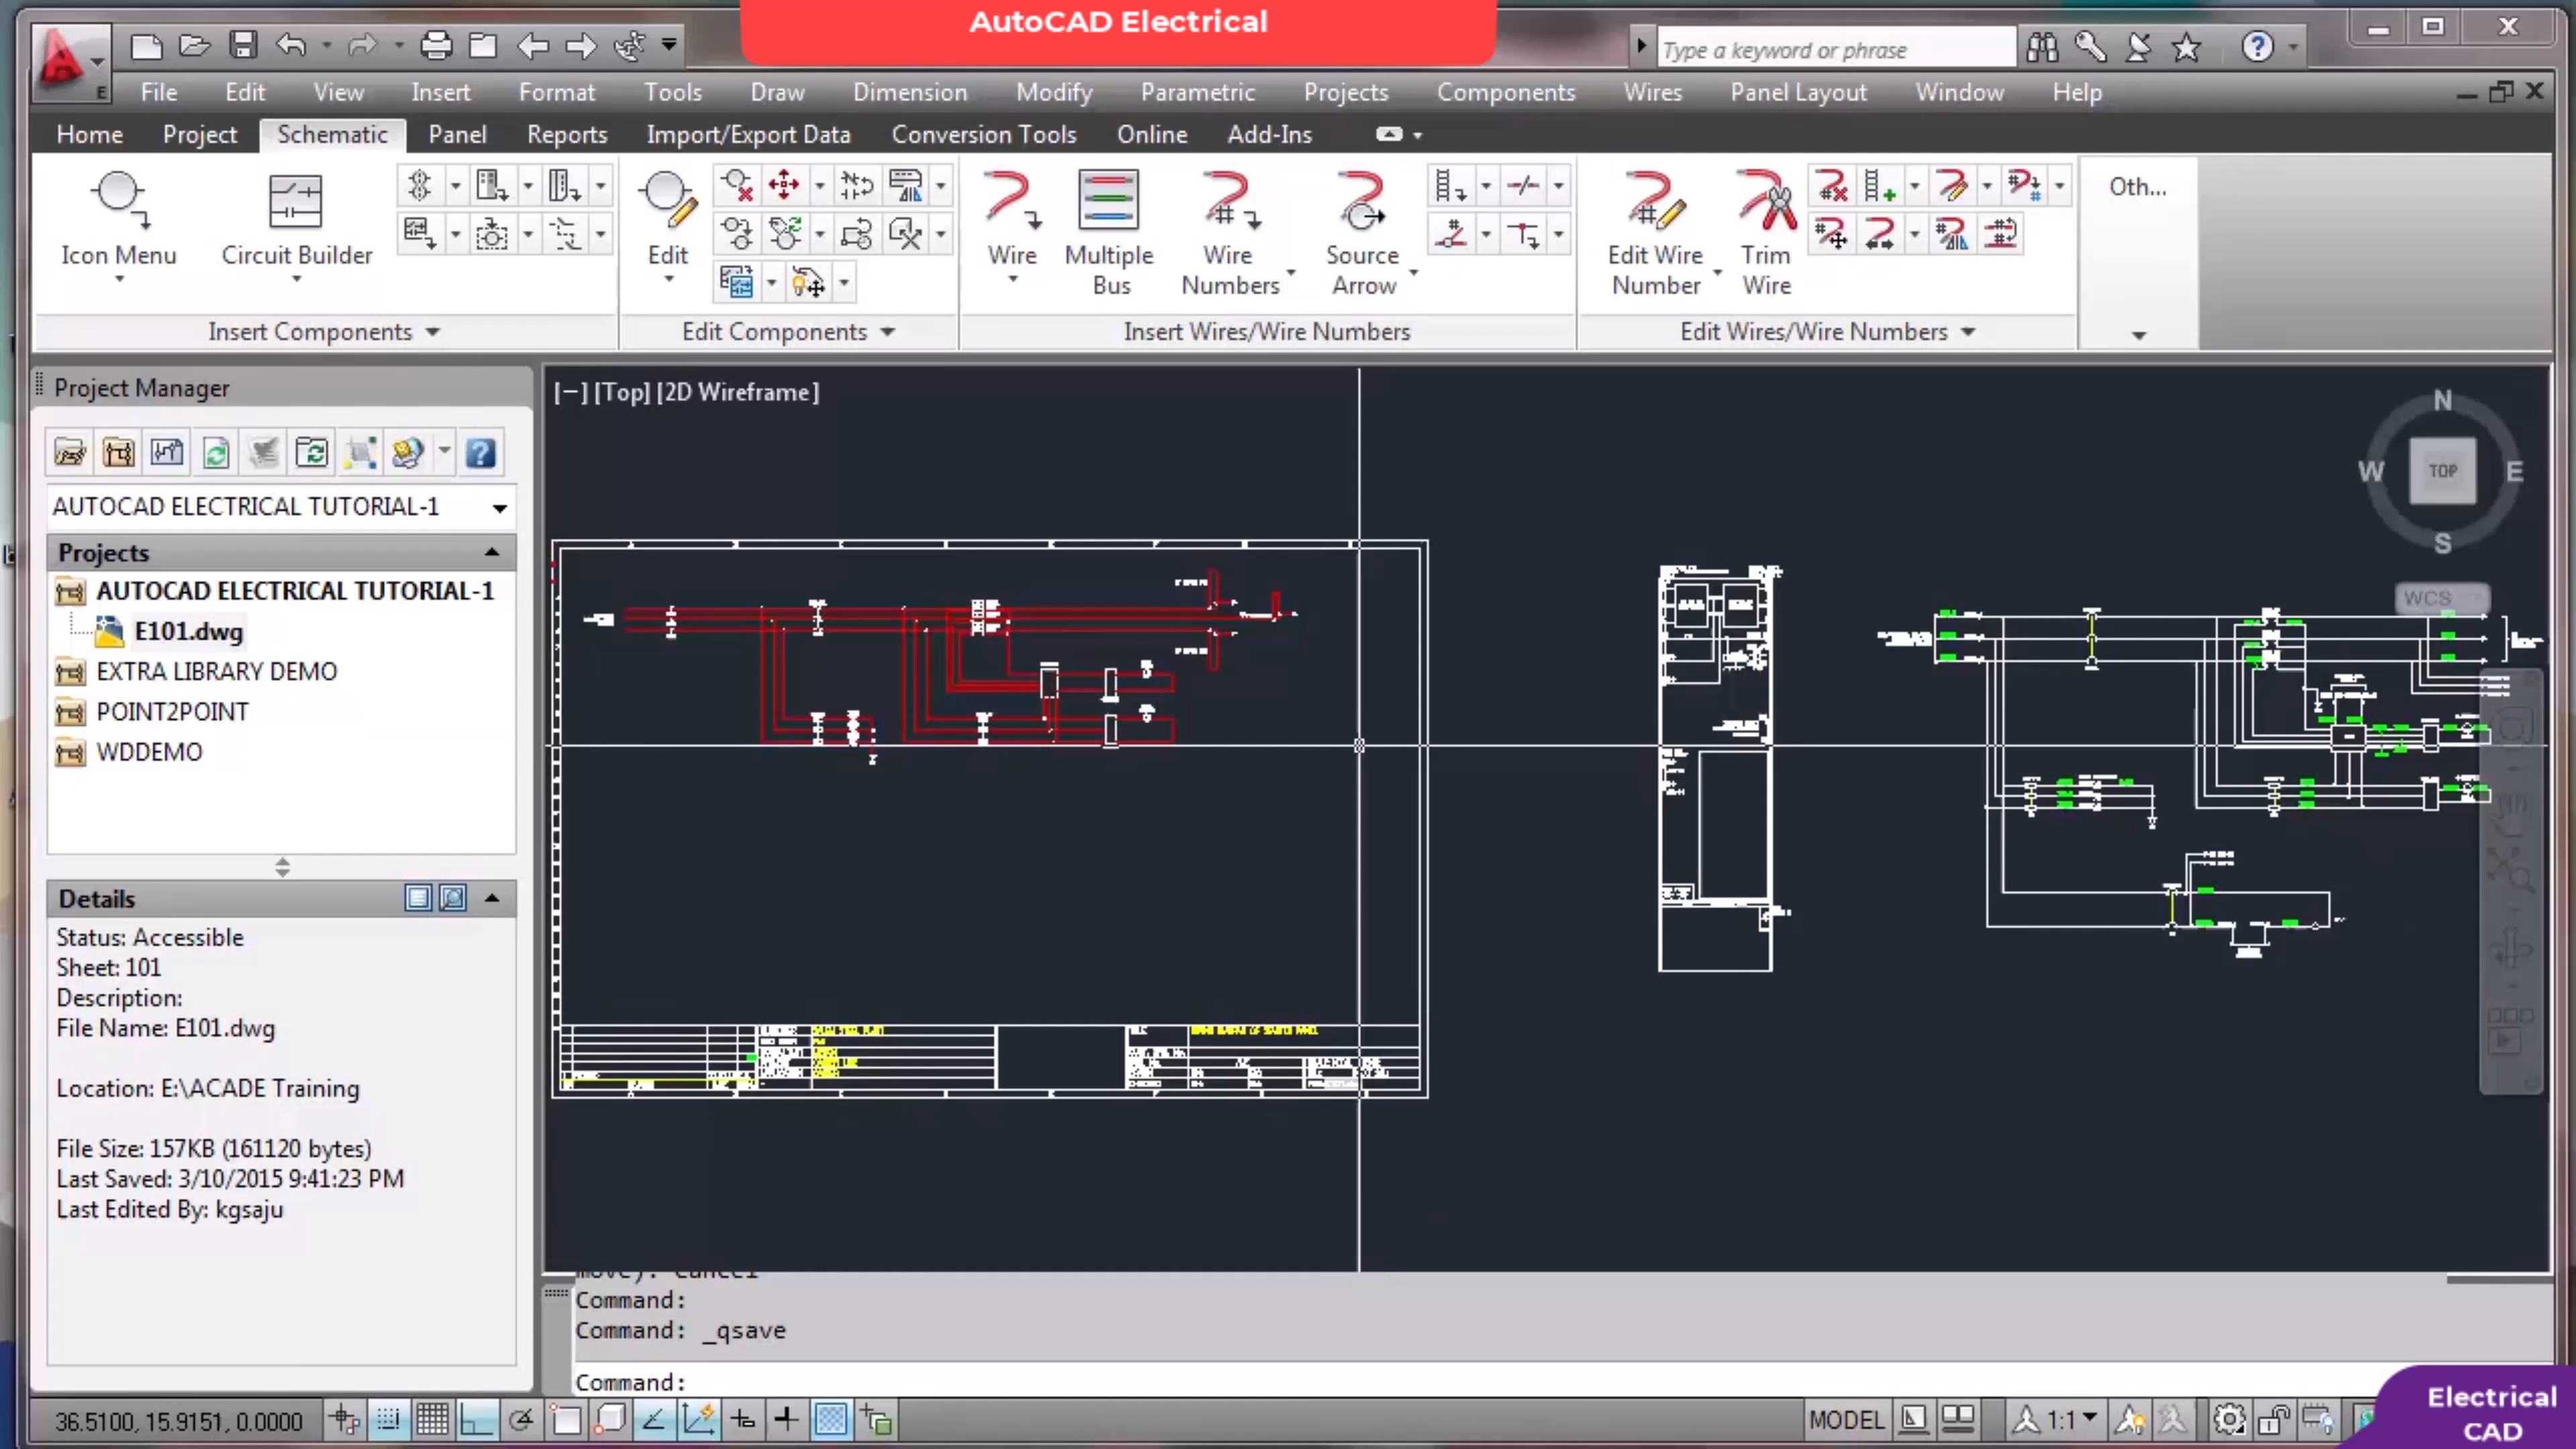 AutoCAD Electrical
Type a keyword or phrase
E
File Edit View Insert Format Tools Draw Dimension Modify Parametric Projects Components Wires Panel Layout Window Help
Home Project Schematic Panel Reports Import/Export Data Conversion Tools Online Add-Ins
Icon Menu Circuit Builder Edit Wire Multiple Bus Wire Numbers Source Arrow Edit Wire Number Trim Wire Oth...
Insert Components Edit Components Insert Wires/Wire Numbers Edit Wires/Wire Numbers
Project Manager
AUTOCAD ELECTRICAL TUTORIAL-1
Projects
AUTOCAD ELECTRICAL TUTORIAL-1
E101.dwg
EXTRA LIBRARY DEMO
POINT2POINT
WDDEMO
Details
Status: Accessible
Sheet: 101
Description:
File Name: E101.dwg
Location: E:\ACADE Training
File Size: 157KB (161120 bytes)
Last Saved: 3/10/2015 9:41:23 PM
Last Edited By: kgsaju
[−] [Top] [2D Wireframe]
N
W TOP E
S
WCS
Command:
Command: _qsave
Command:
36.5100, 15.9151, 0.0000
MODEL 1:1
Electrical
CAD